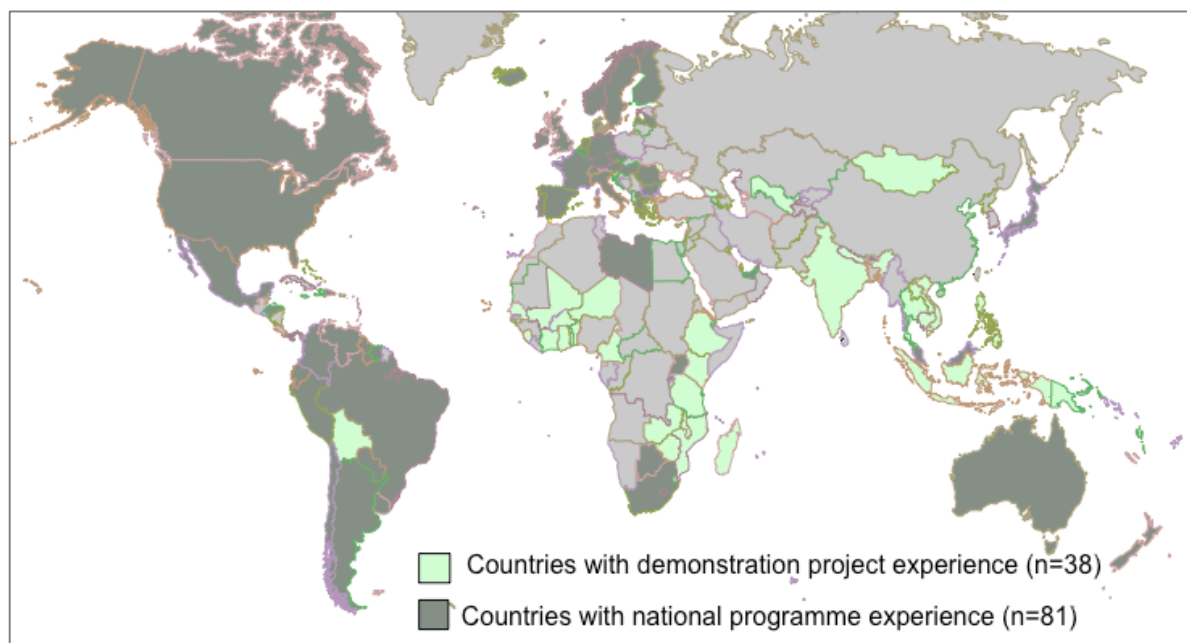 Countries with demonstration project experience (n=38)
Countries with national programme experience (n=81)